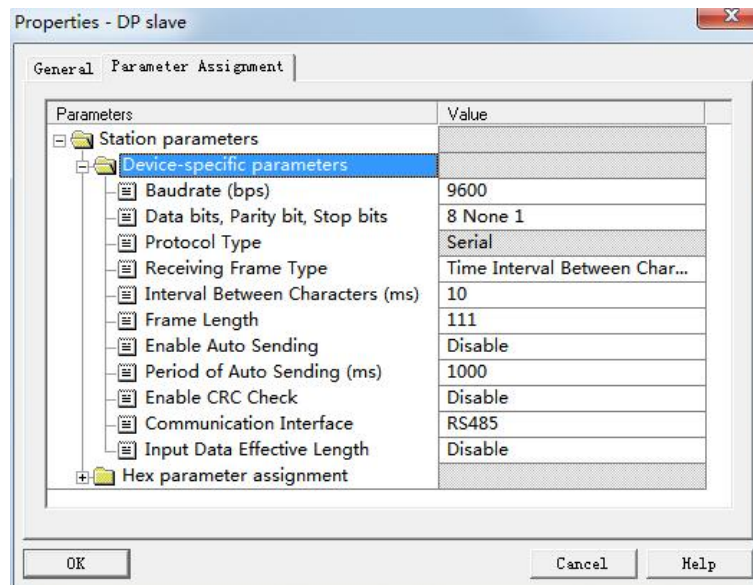 Properties - DP slave
General Parameter Assignment
Parameters Value
Station parameters
Device-specific parameters
Baudrate (bps) 9600
Data bits, Parity bit, Stop bits 8 None 1
Protocol Type Serial
Receiving Frame Type Time Interval Between Char...
Interval Between Characters (ms) 10
Frame Length 111
Enable Auto Sending Disable
Period of Auto Sending (ms) 1000
Enable CRC Check Disable
Communication Interface RS485
Input Data Effective Length Disable
Hex parameter assignment
OK Cancel Help